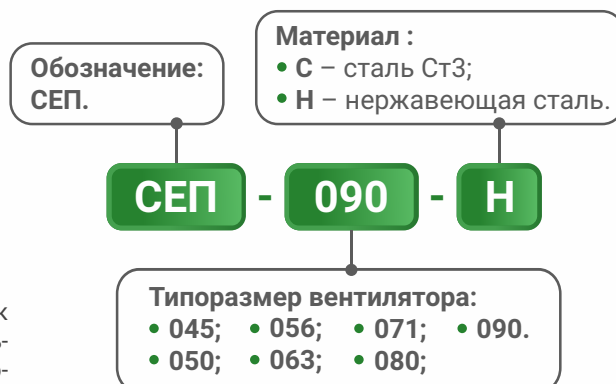 Обозначение:
СЕП.
Материал :
• С – сталь Ст3;
• Н – нержавеющая сталь.
СЕП - 090 - Н
Типоразмер вентилятора:
• 045; • 056; • 071; • 090.
• 050; • 063; • 080;